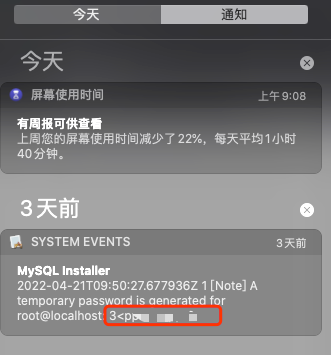 今天
通知
今天
屏幕使用时间
上午9:08
有周报可供查看
上周您的屏幕使用时间减少了22%，每天平均1小时
40分钟。
3天前
SYSTEM EVENTS
3天前
MySQL Installer
2022-04-21T09:50:27.677936Z 1 [Note] A
temporary password is generated for
root@localhost: 3<pp